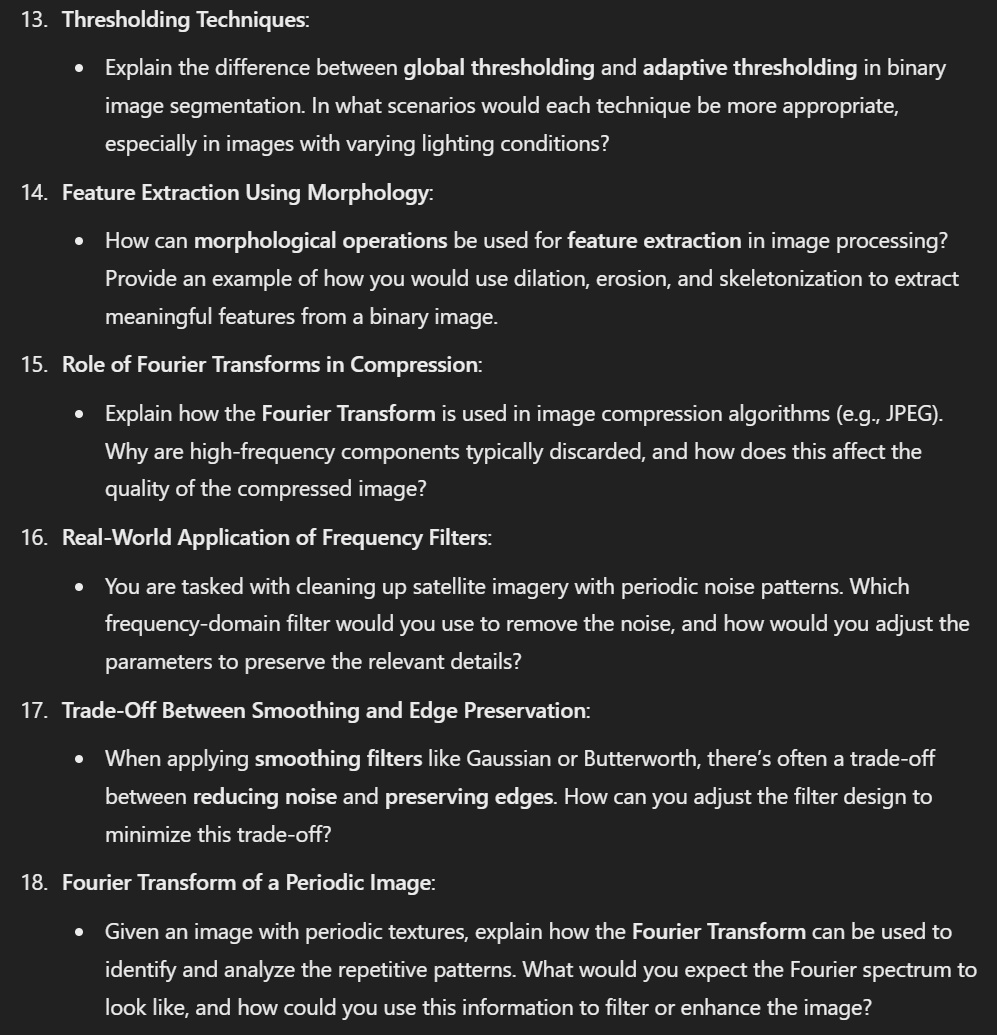 13. Thresholding Techniques:
• Explain the difference between global thresholding and adaptive thresholding in binary
image segmentation. In what scenarios would each technique be more appropriate,
especially in images with varying lighting conditions?
14. Feature Extraction Using Morphology:
• How can morphological operations be used for feature extraction in image processing?
Provide an example of how you would use dilation, erosion, and skeletonization to extract
meaningful features from a binary image.
15. Role of Fourier Transforms in Compression:
• Explain how the Fourier Transform is used in image compression algorithms (e.g., JPEG).
Why are high-frequency components typically discarded, and how does this affect the
quality of the compressed image?
16. Real-World Application of Frequency Filters:
• You are tasked with cleaning up satellite imagery with periodic noise patterns. Which
frequency-domain filter would you use to remove the noise, and how would you adjust the
parameters to preserve the relevant details?
17. Trade-Off Between Smoothing and Edge Preservation:
• When applying smoothing filters like Gaussian or Butterworth, there’s often a trade-off
between reducing noise and preserving edges. How can you adjust the filter design to
minimize this trade-off?
18. Fourier Transform of a Periodic Image:
• Given an image with periodic textures, explain how the Fourier Transform can be used to
identify and analyze the repetitive patterns. What would you expect the Fourier spectrum to
look like, and how could you use this information to filter or enhance the image?